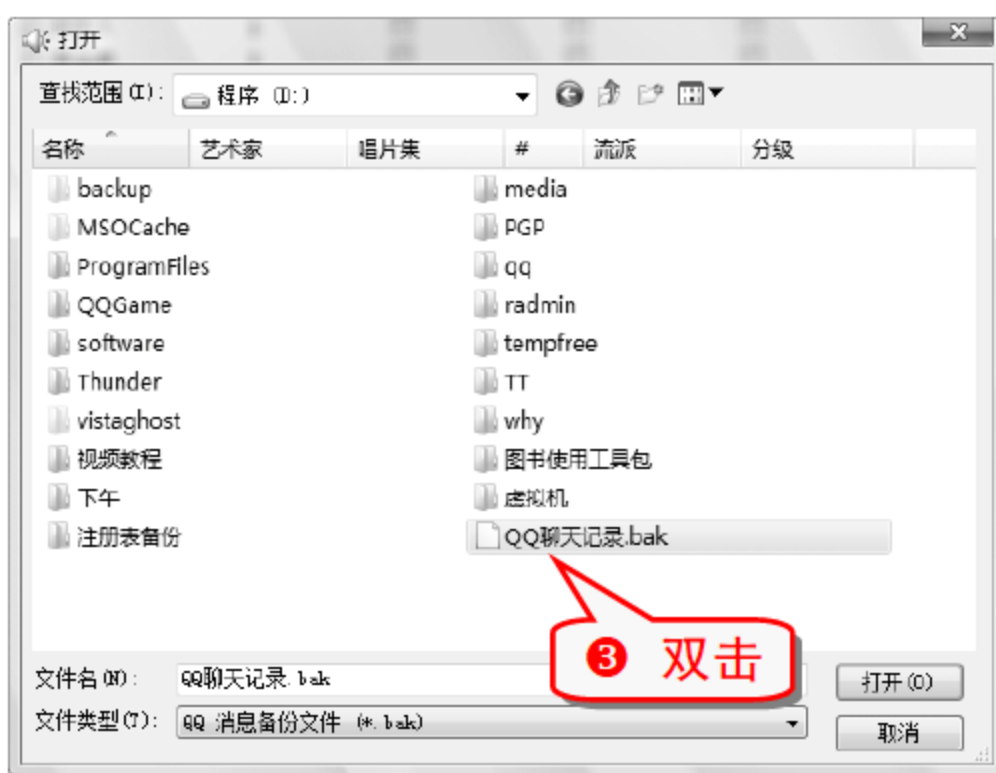 打开
查找范围(I): 程序 (D:)
名称 艺术家 唱片集 # 流派 分级
backup media
MSOCache PGP
ProgramFiles qq
QQGame radmin
software tempfree
Thunder TT
vistaghost why
视频教程 图书使用工具包
下午 虚拟机
注册表备份 QQ聊天记录.bak
❸ 双击
文件名(N): QQ聊天记录.bak 打开(O)
文件类型(T): QQ 消息备份文件 (*.bak) 取消